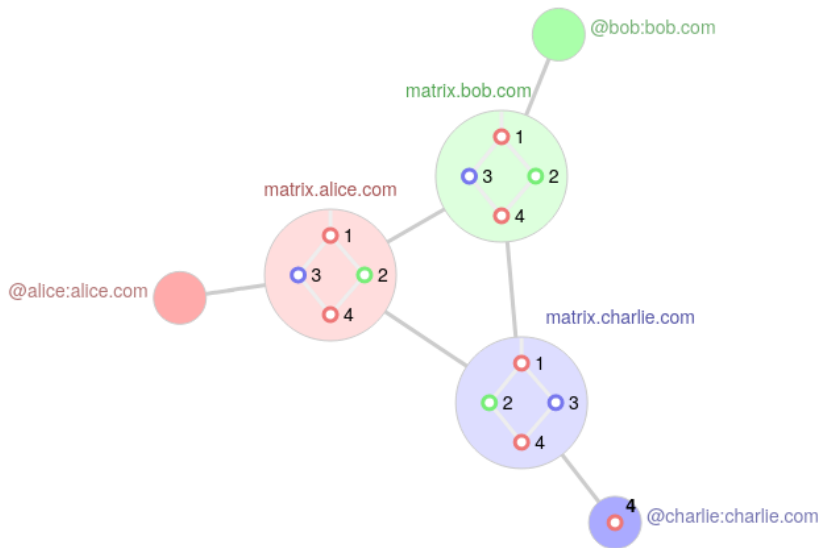 @bob:bob.com
matrix.bob.com
1
3 2
4
matrix.alice.com
1
3 2
4
@alice:alice.com
matrix.charlie.com
1
2 3
4
4
@charlie:charlie.com